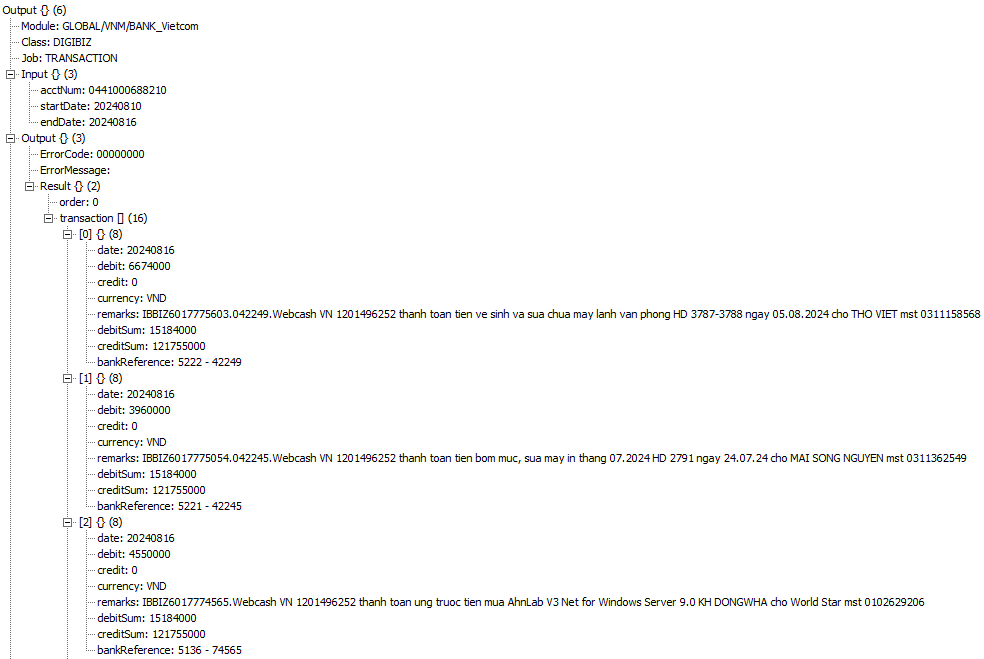 Output {} (6)
Module: GLOBAL/VNM/BANK_Vietcom
Class: DIGIBIZ
Job: TRANSACTION
Input {} (3)
acctNum: 0441000688210
startDate: 20240810
endDate: 20240816
Output {} (3)
ErrorCode: 00000000
ErrorMessage:
Result {} (2)
order: 0
transaction [] (16)
[0] {} (8)
date: 20240816
debit: 6674000
credit: 0
currency: VND
remarks: IBBIZ6017775603.042249.Webcash VN 1201496252 thanh toan tien ve sinh va sua chua may lanh van phong HD 3787-3788 ngay 05.08.2024 cho THO VIET mst 0311158568
debitSum: 15184000
creditSum: 121755000
bankReference: 5222 - 42249
[1] {} (8)
date: 20240816
debit: 3960000
credit: 0
currency: VND
remarks: IBBIZ6017775054.042245.Webcash VN 1201496252 thanh toan tien bom muc, sua may in thang 07.2024 HD 2791 ngay 24.07.24 cho MAI SONG NGUYEN mst 0311362549
debitSum: 15184000
creditSum: 121755000
bankReference: 5221 - 42245
[2] {} (8)
date: 20240816
debit: 4550000
credit: 0
currency: VND
remarks: IBBIZ6017774565.Webcash VN 1201496252 thanh toan ung truoc tien mua AhnLab V3 Net for Windows Server 9.0 KH DONGWHA cho World Star mst 0102629206
debitSum: 15184000
creditSum: 121755000
bankReference: 5136 - 74565